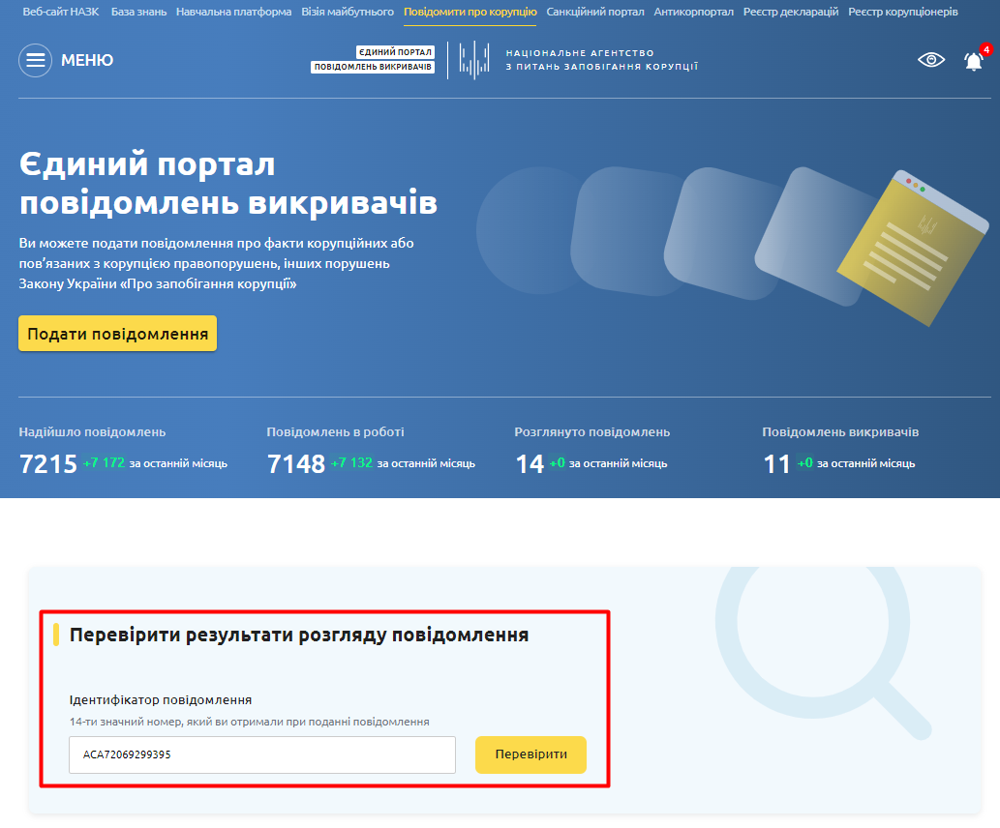 Веб-сайт НАЗК База знань Навчальна платформа Візія майбутнього Повідомити про корупцію Санкційний портал Антикорпортал Реєстр декларацій Реєстр корупціонерів
МЕНЮ
ЄДИНИЙ ПОРТАЛ
ПОВІДОМЛЕНЬ ВИКРИВАЧІВ
НАЦІОНАЛЬНЕ АГЕНТСТВО
З ПИТАНЬ ЗАПОБІГАННЯ КОРУПЦІЇ
4
Єдиний портал
повідомлень викривачів
Ви можете подати повідомлення про факти корупційних або
пов’язаних з корупцією правопорушень, інших порушень
Закону України «Про запобігання корупції»
Подати повідомлення
Надійшло повідомлень
7215 +7 172 за останній місяць
Повідомлень в роботі
7148 +7 132 за останній місяць
Розглянуто повідомлень
14 +0 за останній місяць
Повідомлень викривачів
11 +0 за останній місяць
Перевірити результати розгляду повідомлення
Ідентифікатор повідомлення
14-ти значний номер, який ви отримали при поданні повідомлення
ACA72069299395
Перевірити